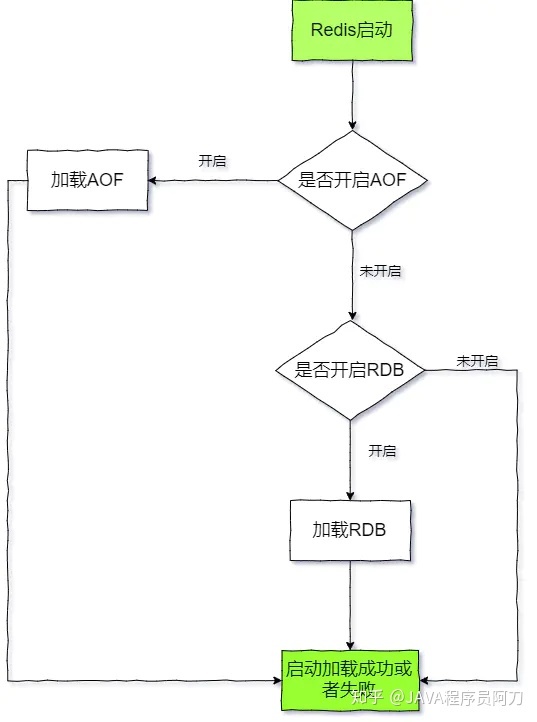 Redis启动
是否开启AOF
开启
加载AOF
未开启
是否开启RDB
未开启
开启
加载RDB
启动加载成功或
者失败
知乎 @JAVA程序员阿刀